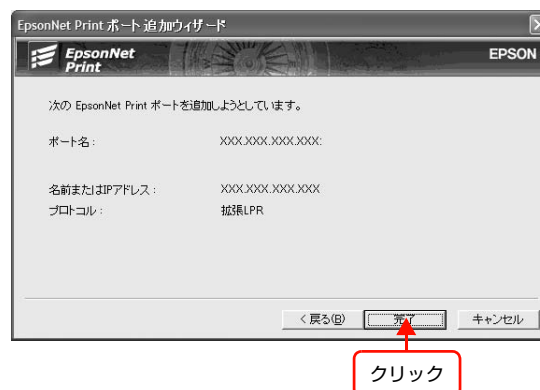 EpsonNet Print ポート 追加ウィザード
EpsonNet
Print
EPSON
次の EpsonNet Print ポートを追加しようとしています。
ポート名 : XXX.XXX.XXX.XXX:
名前またはIPアドレス : XXX.XXX.XXX.XXX
プロトコル : 拡張LPR
< 戻る(B) 完了 キャンセル
クリック